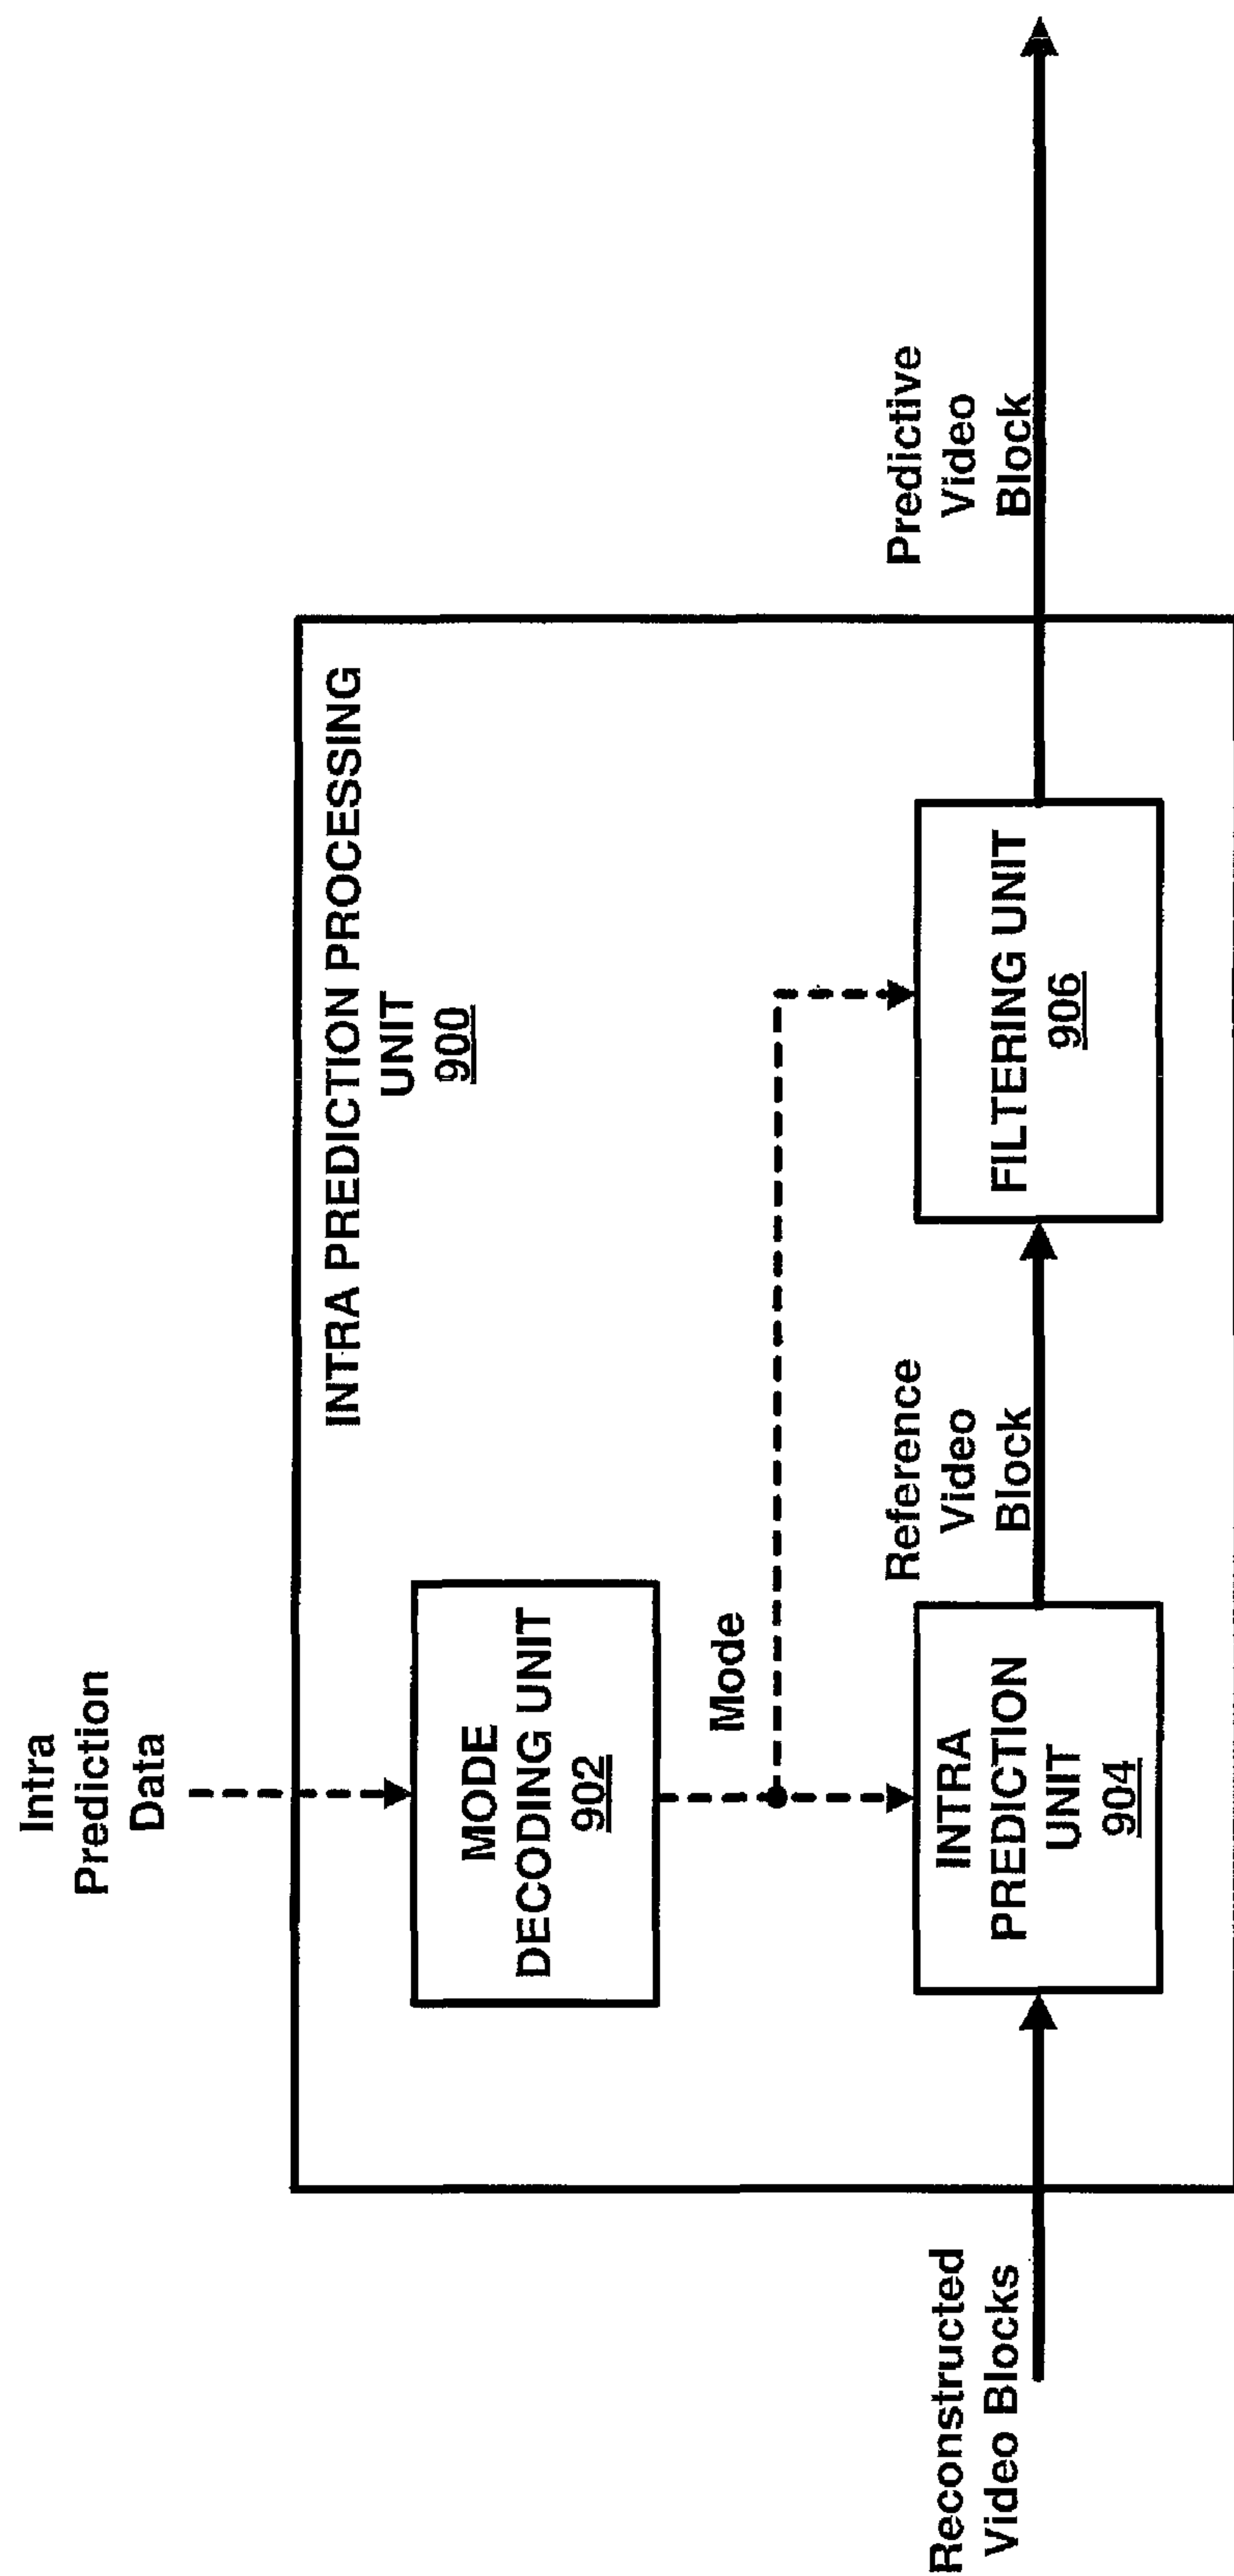 Intra
Prediction
Data
INTRA PREDICTION PROCESSING
UNIT
900
MODE
DECODING UNIT
902
Mode
Reconstructed
Video Blocks
INTRA
PREDICTION
UNIT
904
Reference
Video
Block
FILTERING UNIT
906
Predictive
Video
Block